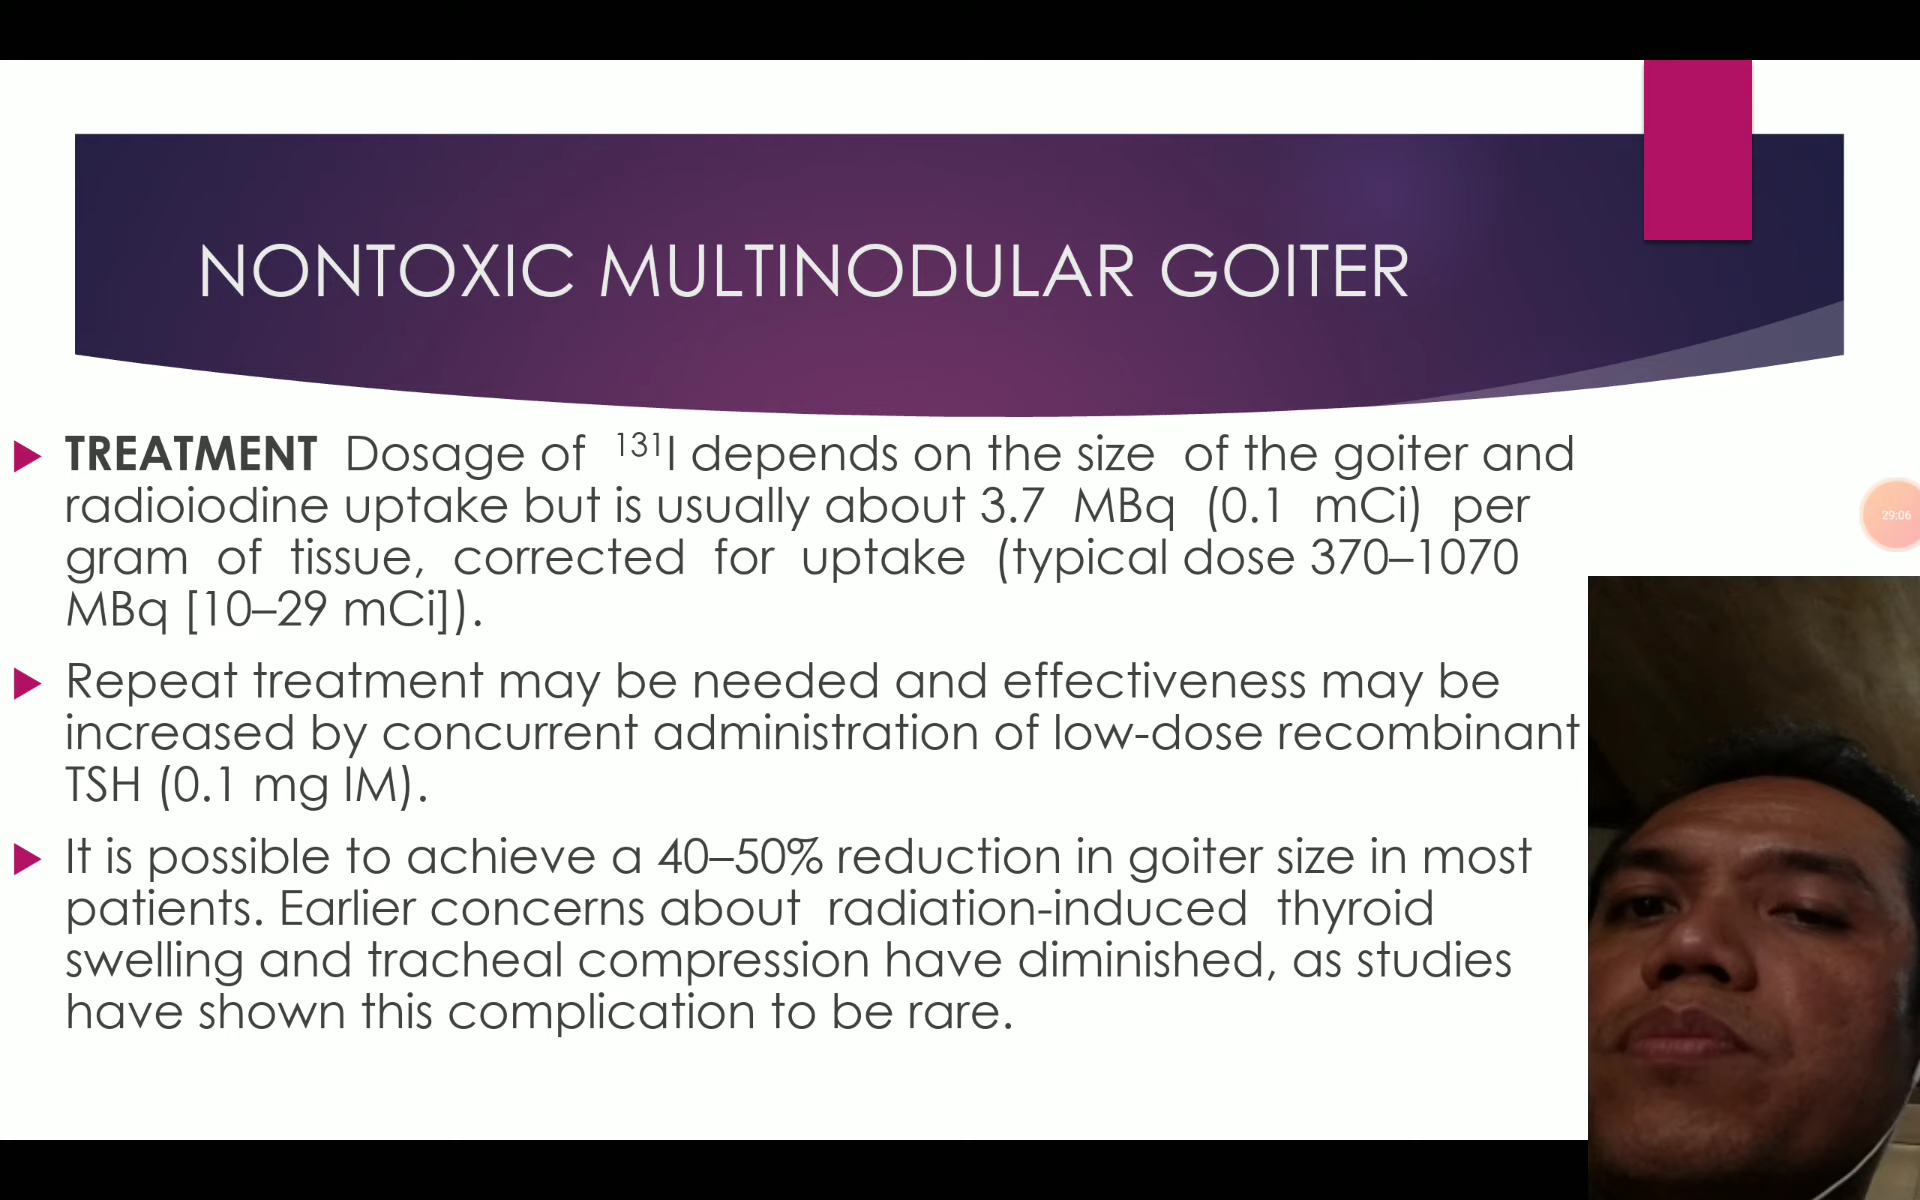 NONTOXIC MULTINODULAR GOITER
TREATMENT Dosage of ¹³¹I depends on the size of the goiter and
radioiodine uptake but is usually about 3.7 MBq (0.1 mCi) per
gram of tissue, corrected for uptake (typical dose 370–1070
MBq [10–29 mCi]).
Repeat treatment may be needed and effectiveness may be
increased by concurrent administration of low-dose recombinant
TSH (0.1 mg IM).
It is possible to achieve a 40–50% reduction in goiter size in most
patients. Earlier concerns about radiation-induced thyroid
swelling and tracheal compression have diminished, as studies
have shown this complication to be rare.
29:06